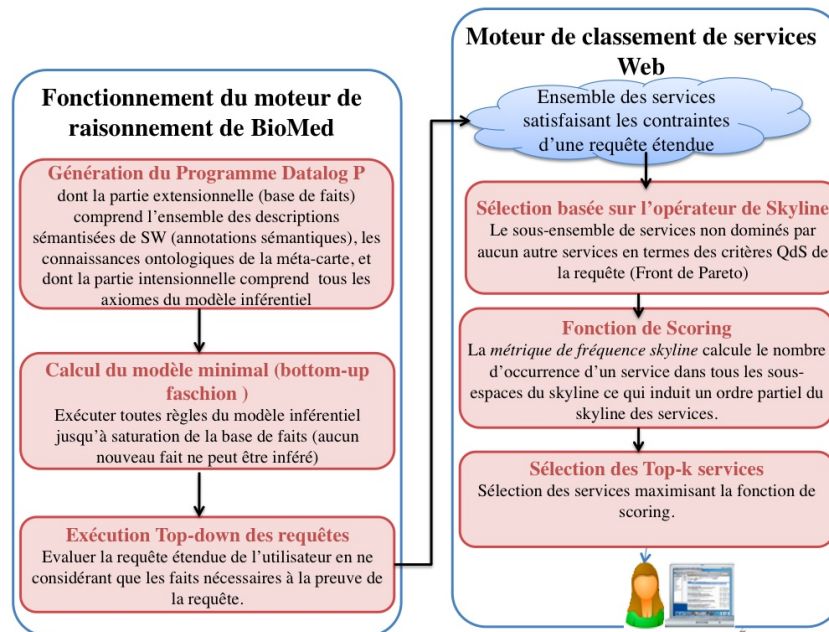 Fonctionnement du moteur de
raisonnement de BioMed
Génération du Programme Datalog P
dont la partie extensionnelle (base de faits)
comprend l'ensemble des descriptions
sémantisées de SW (annotations sémantiques), les
connaissances ontologiques de la méta-carte, et
dont la partie intensionnelle comprend tous les
axiomes du modèle inférentiel
Calcul du modèle minimal (bottom-up
faschion )
Exécuter toutes règles du modèle inférentiel
jusqu'à saturation de la base de faits (aucun
nouveau fait ne peut être inféré)
Exécution Top-down des requêtes
Evaluer la requête étendue de l'utilisateur en ne
considérant que les faits nécessaires à la preuve de
la requête.
Moteur de classement de services
Web
Ensemble des services
satisfaisant les contraintes
d'une requête étendue
Sélection basée sur l'opérateur de Skyline
Le sous-ensemble de services non dominés par
aucun autre services en termes des critères QdS de
la requête (Front de Pareto)
Fonction de Scoring
La métrique de fréquence skyline calcule le nombre
d'occurrence d'un service dans tous les sous-
espaces du skyline ce qui induit un ordre partiel du
skyline des services.
Sélection des Top-k services
Sélection des services maximisant la fonction de
scoring.